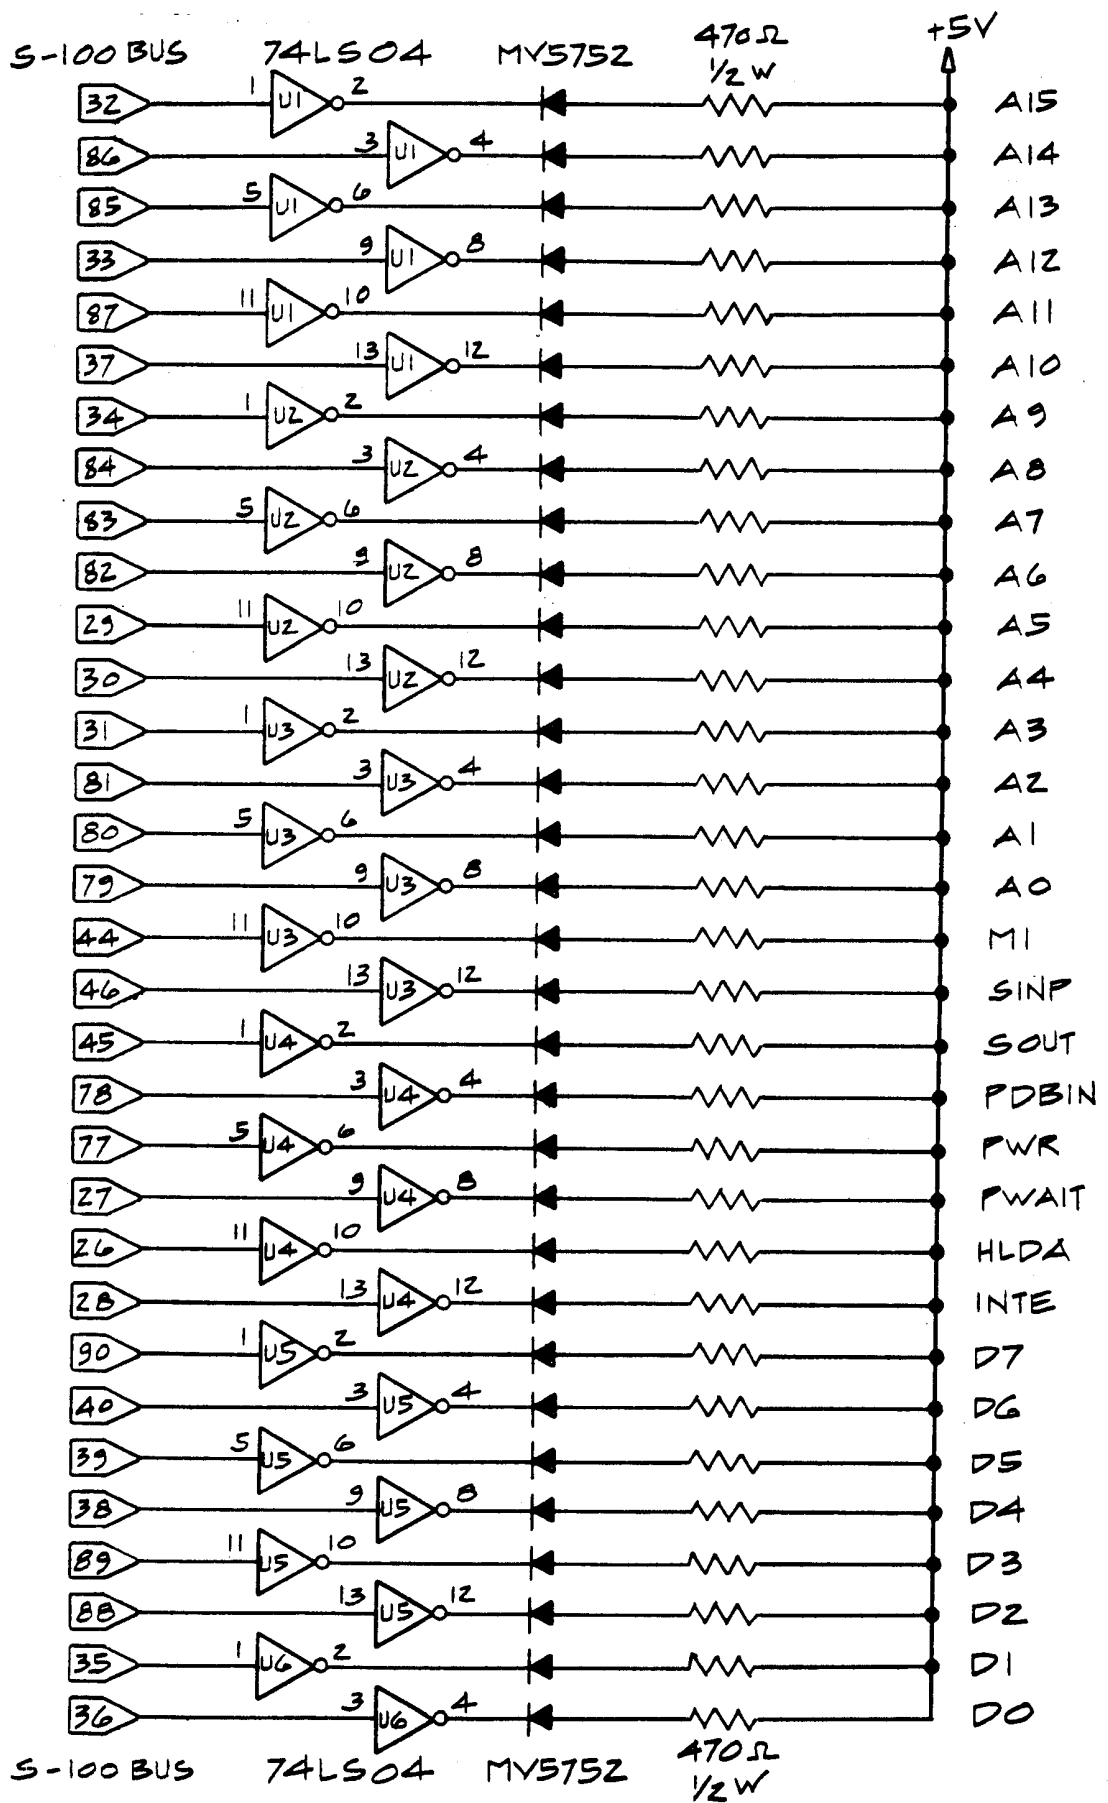 S-100 BUS 74LS04 MV5752 470Ω +5V
1/2 W
32 1 U1 2 A15
86 3 U1 4 A14
85 5 U1 6 A13
33 9 U1 8 A12
87 11 U1 10 A11
37 13 U1 12 A10
34 1 U2 2 A9
84 3 U2 4 A8
83 5 U2 6 A7
82 9 U2 8 A6
29 11 U2 10 A5
30 13 U2 12 A4
31 1 U3 2 A3
81 3 U3 4 A2
80 5 U3 6 A1
79 9 U3 8 A0
44 11 U3 10 M1
46 13 U3 12 SINP
45 1 U4 2 SOUT
78 3 U4 4 PDBIN
77 5 U4 6 PWR
27 9 U4 8 PWAIT
26 11 U4 10 HLDA
28 13 U4 12 INTE
90 1 U5 2 D7
40 3 U5 4 D6
39 5 U5 6 D5
38 9 U5 8 D4
89 11 U5 10 D3
88 13 U5 12 D2
35 1 U6 2 D1
36 3 U6 4 D0
S-100 BUS 74LS04 MV5752 470Ω
1/2 W